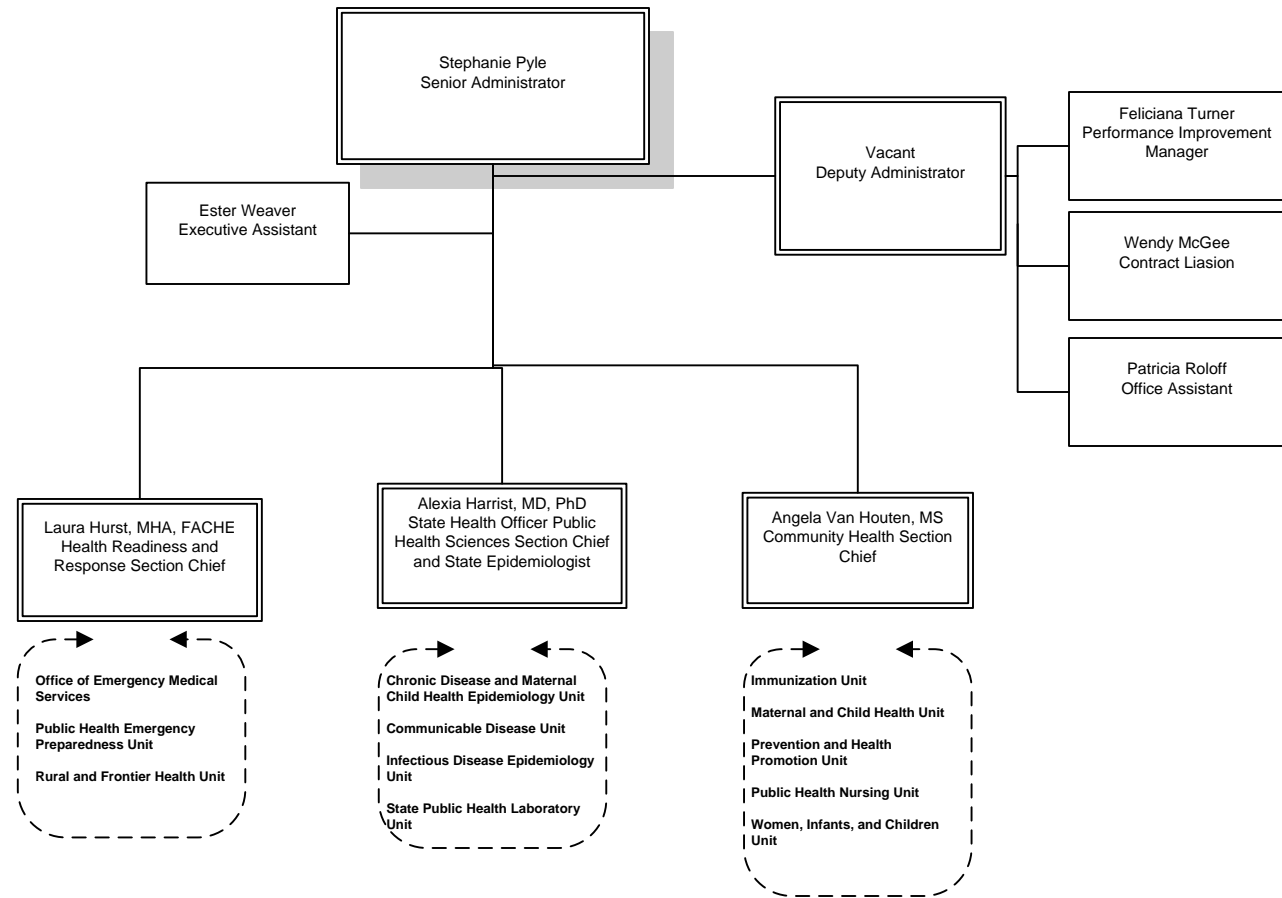 Stephanie Pyle
Senior Administrator
Vacant
Deputy Administrator
Feliciana Turner
Performance Improvement
Manager
Wendy McGee
Contract Liasion
Patricia Roloff
Office Assistant
Ester Weaver
Executive Assistant
Laura Hurst, MHA, FACHE
Health Readiness and
Response Section Chief
Alexia Harrist, MD, PhD
State Health Officer Public
Health Sciences Section Chief
and State Epidemiologist
Angela Van Houten, MS
Community Health Section
Chief
Office of Emergency Medical
Services
Public Health Emergency
Preparedness Unit
Rural and Frontier Health Unit
Chronic Disease and Maternal
Child Health Epidemiology Unit
Communicable Disease Unit
Infectious Disease Epidemiology
Unit
State Public Health Laboratory
Unit
Immunization Unit
Maternal and Child Health Unit
Prevention and Health
Promotion Unit
Public Health Nursing Unit
Women, Infants, and Children
Unit